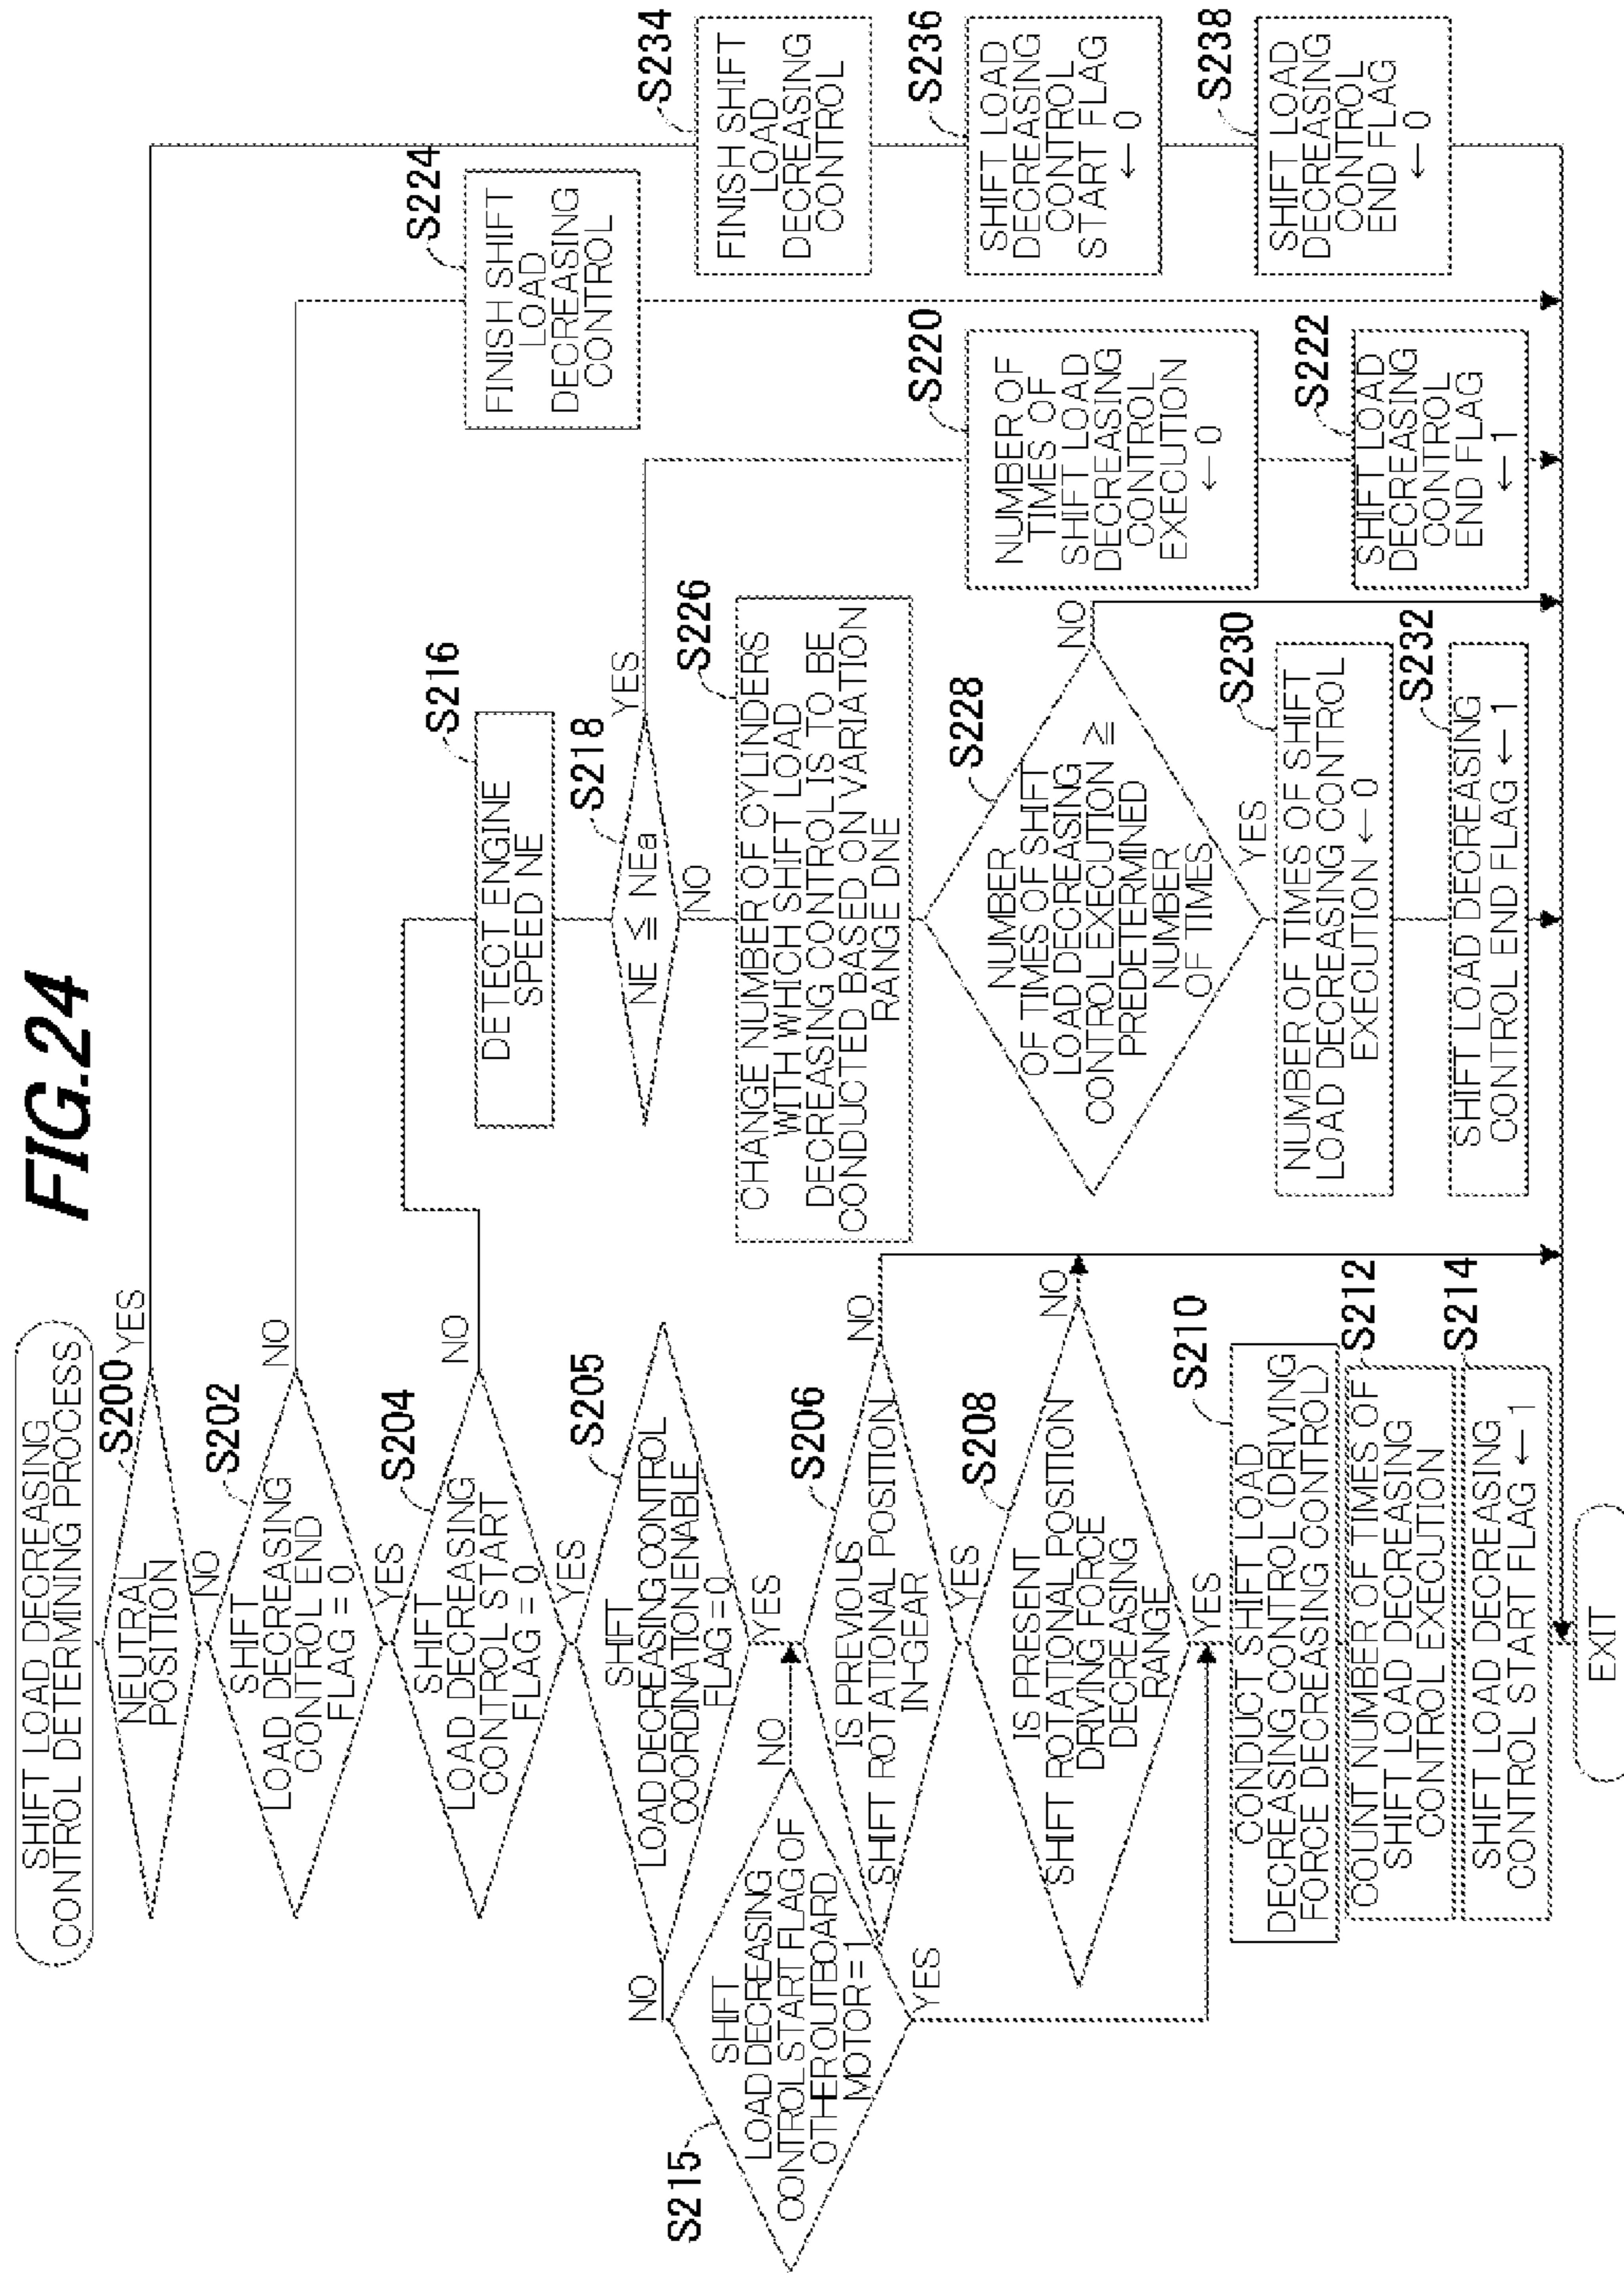 FIG.24
SHIFT LOAD DECREASING
CONTROL DETERMINING PROCESS
S200
NEUTRAL
POSITION
YES
NO
S202
SHIFT
LOAD DECREASING
CONTROL END
FLAG = 0
NO
YES
S204
SHIFT
LOAD DECREASING
CONTROL START
FLAG = 0
NO
YES
S205
SHIFT
LOAD DECREASING CONTROL
COORDINATION ENABLE
FLAG=0
NO
YES
S215
SHIFT
LOAD DECREASING
CONTROL START FLAG OF
OTHER OUTBOARD
MOTOR = 1
NO
YES
S206
IS PREVIOUS
SHIFT ROTATIONAL POSITION
IN-GEAR
NO
YES
S208
IS PRESENT
SHIFT ROTATIONAL POSITION
DRIVING FORCE
DECREASING
RANGE
NO
YES
S210
CONDUCT SHIFT LOAD
DECREASING CONTROL (DRIVING
FORCE DECREASING CONTROL)
S212
COUNT NUMBER OF TIMES OF
SHIFT LOAD DECREASING
CONTROL EXECUTION
S214
SHIFT LOAD DECREASING
CONTROL START FLAG ← 1
S216
DETECT ENGINE
SPEED NE
S218
NE ≦ NEa
YES
NO
S226
CHANGE NUMBER OF CYLINDERS
WITH WHICH SHIFT LOAD
DECREASING CONTROL IS TO BE
CONDUCTED BASED ON VARIATION
RANGE DNE
S228
NUMBER
OF TIMES OF SHIFT
LOAD DECREASING
CONTROL EXECUTION ≧
PREDETERMINED
NUMBER
OF TIMES
NO
YES
S230
NUMBER OF TIMES OF SHIFT
LOAD DECREASING CONTROL
EXECUTION ← 0
S232
SHIFT LOAD DECREASING
CONTROL END FLAG ← 1
S220
NUMBER OF
TIMES OF
SHIFT LOAD
DECREASING
CONTROL
EXECUTION
← 0
S222
SHIFT LOAD
DECREASING
CONTROL
END FLAG
← 1
S224
FINISH SHIFT
LOAD
DECREASING
CONTROL
S234
FINISH SHIFT
LOAD
DECREASING
CONTROL
S236
SHIFT LOAD
DECREASING
CONTROL
START FLAG
← 0
S238
SHIFT LOAD
DECREASING
CONTROL
END FLAG
← 0
EXIT